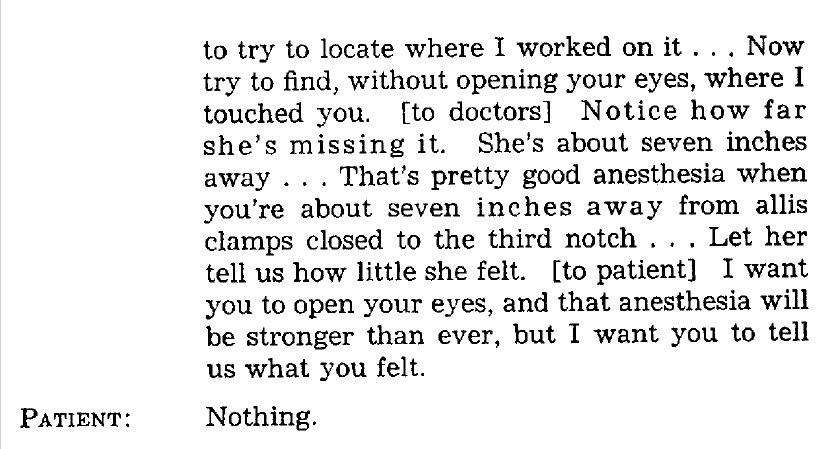 to try to locate where I worked on it . . . Now
try to find, without opening your eyes, where I
touched you. [to doctors] Notice how far
she's missing it. She's about seven inches
away . . . That's pretty good anesthesia when
you're about seven inches away from allis
clamps closed to the third notch . . . Let her
tell us how little she felt. [to patient] I want
you to open your eyes, and that anesthesia will
be stronger than ever, but I want you to tell
us what you felt.
PATIENT: Nothing.